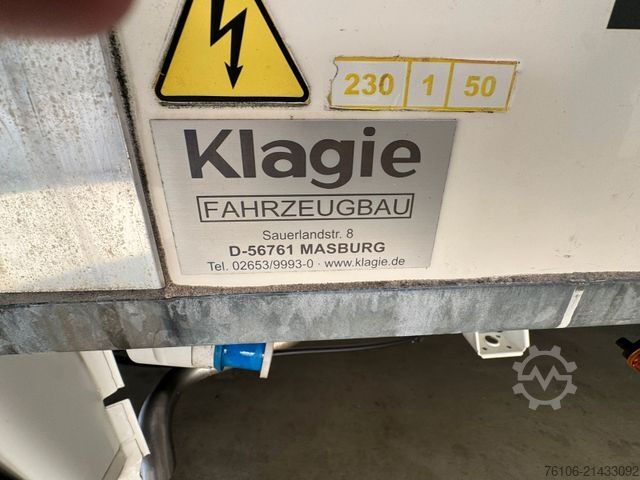 230 1 50
Klagie
FAHRZEUGBAU
Sauerlandstr. 8
D-56761 MASBURG
Tel. 02653/9993-0 · www.klagie.de
76106-21433092